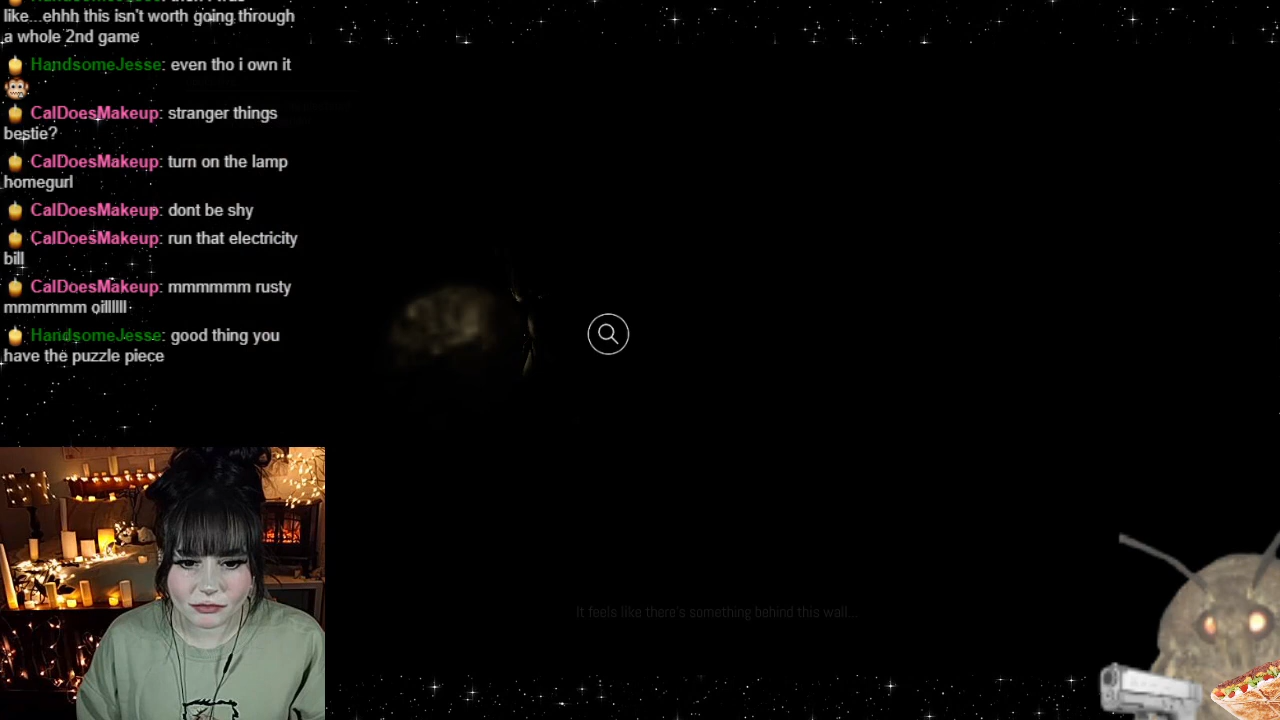 like...ehhh this isn't worth going through
a whole 2nd game
HandsomeJesse: even tho i own it
CalDoesMakeup: stranger things
bestie?
CalDoesMakeup: turn on the lamp
homegurl
CalDoesMakeup: dont be shy
CalDoesMakeup: run that electricity
bill
CalDoesMakeup: mmmmmm rusty
mmmmmm oilllllll
HandsomeJesse: good thing you
have the puzzle piece
It feels like there's something behind this wall...